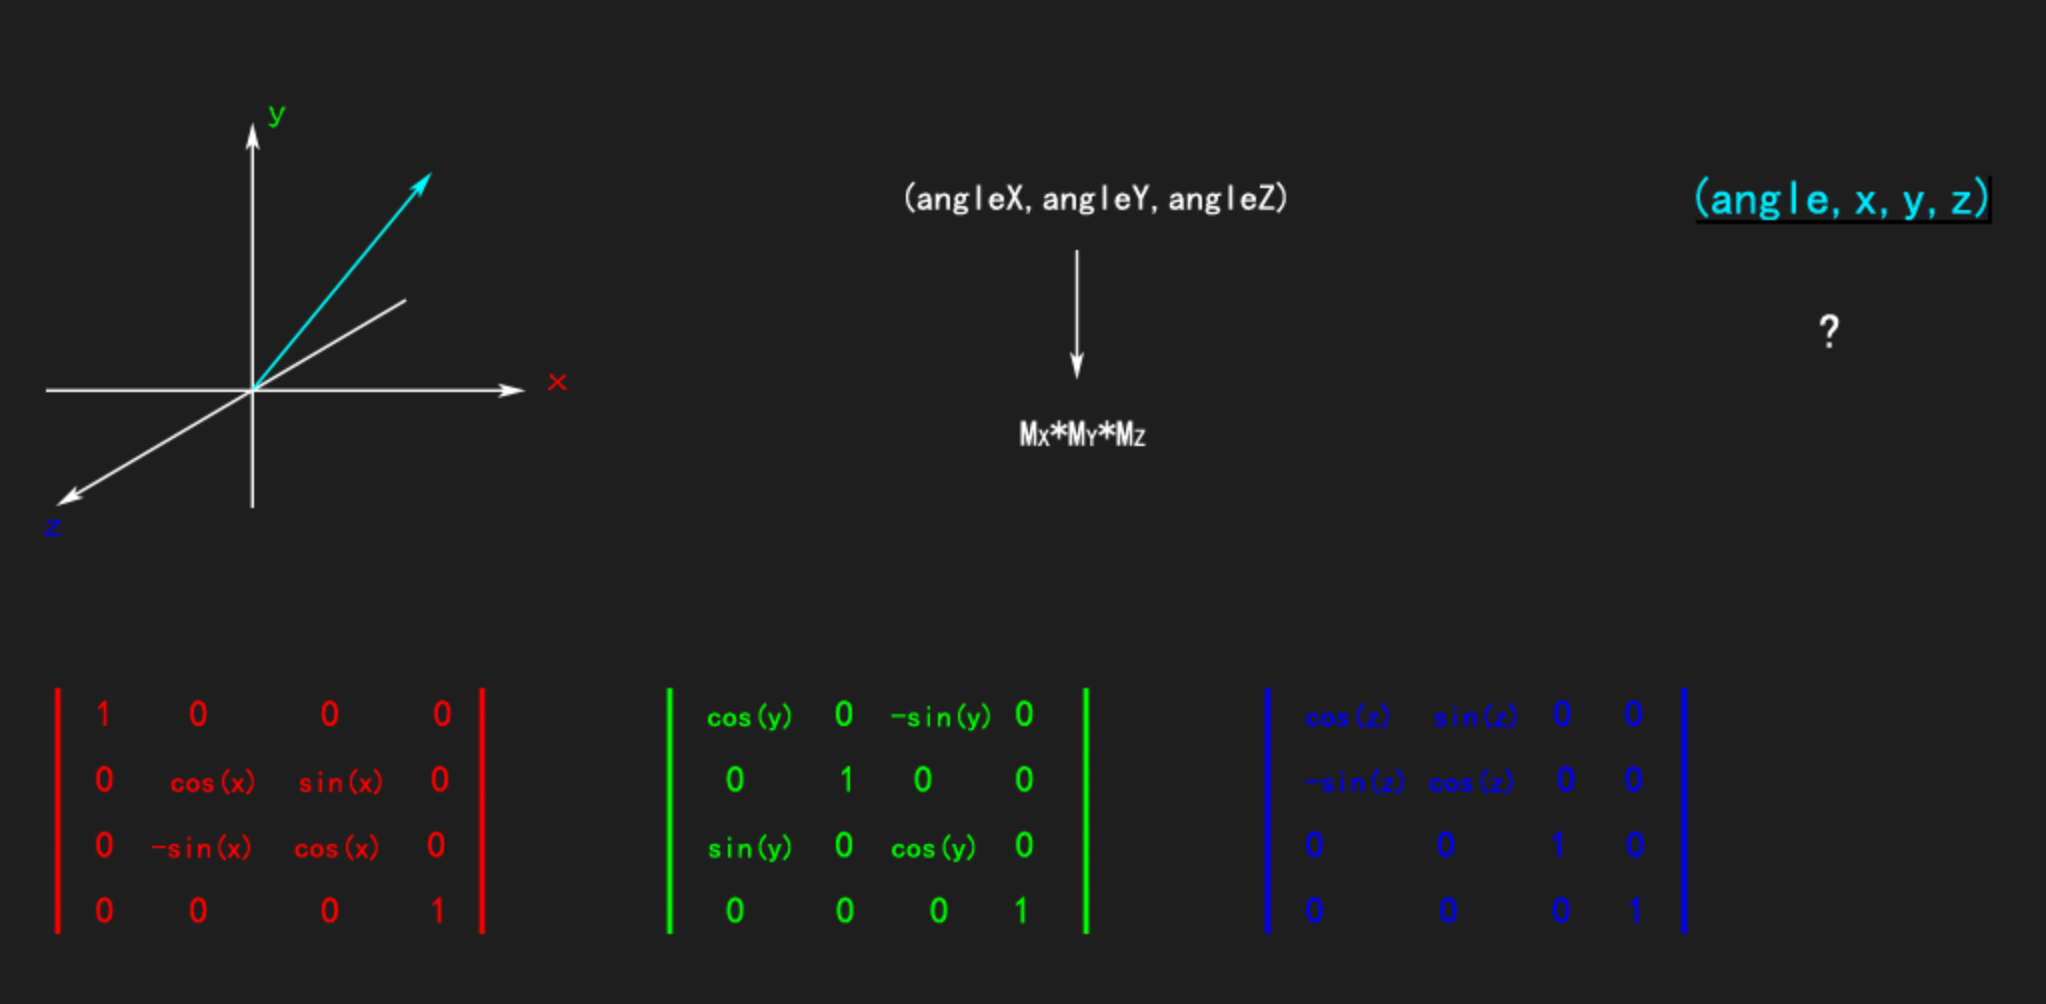 y
(angleX, angleY, angleZ)
(angle, x, y, z)
?
x
Mx*MY*MZ
z
1 0 0 0
0 cos(x) sin(x) 0
0 -sin(x) cos(x) 0
0 0 0 1
cos(y) 0 -sin(y) 0
0 1 0 0
sin(y) 0 cos(y) 0
0 0 0 1
cos(z) sin(z) 0 0
-sin(z) cos(z) 0 0
0 0 1 0
0 0 0 1